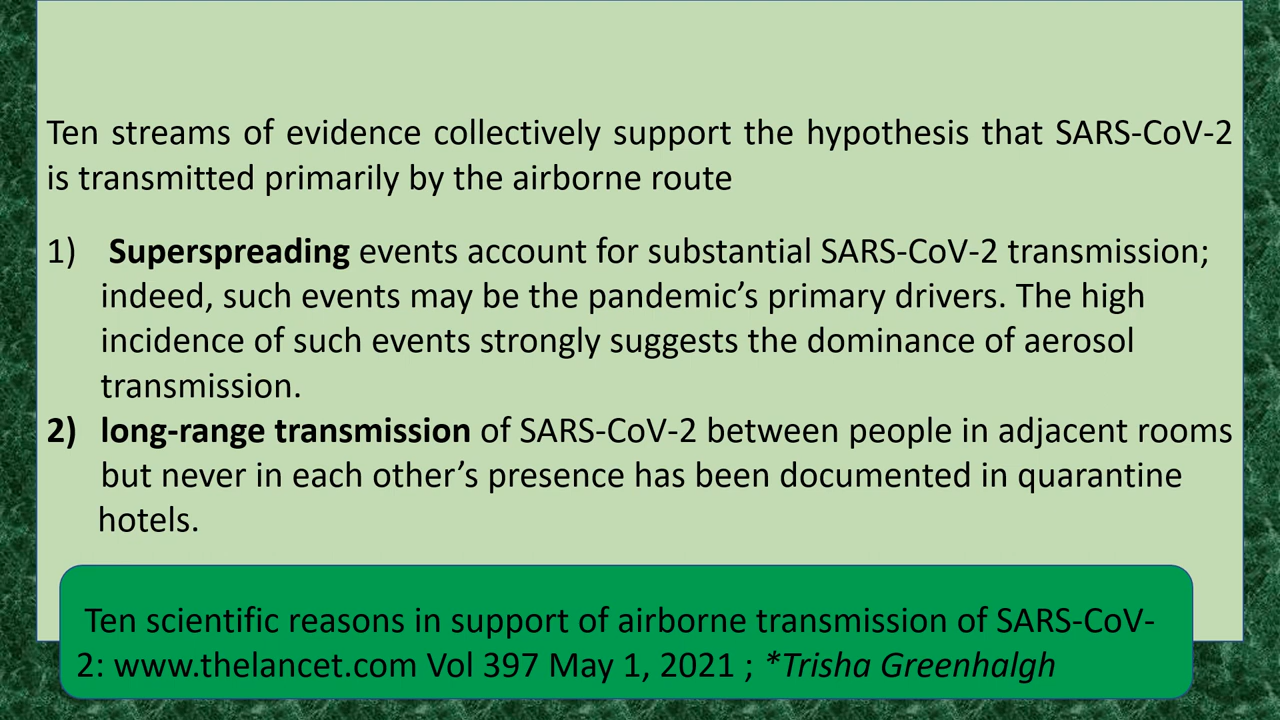 Ten streams of evidence collectively support the hypothesis that SARS-CoV-2
is transmitted primarily by the airborne route
1) Superspreading events account for substantial SARS-CoV-2 transmission;
indeed, such events may be the pandemic’s primary drivers. The high
incidence of such events strongly suggests the dominance of aerosol
transmission.
2) long-range transmission of SARS-CoV-2 between people in adjacent rooms
but never in each other’s presence has been documented in quarantine
hotels.
Ten scientific reasons in support of airborne transmission of SARS-CoV-
2: www.thelancet.com Vol 397 May 1, 2021 ; *Trisha Greenhalgh